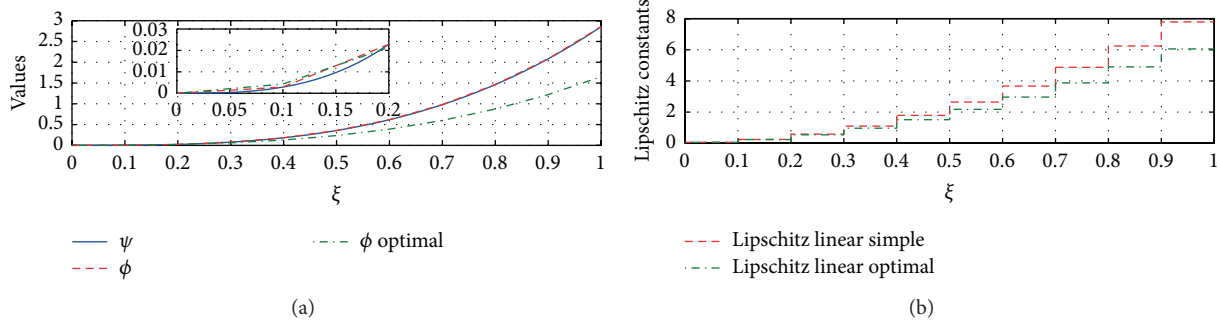 Values
3
2.5
2
1.5
1
0.5
0
0 0.1 0.2 0.3 0.4 0.5 0.6 0.7 0.8 0.9 1
ξ
0.03
0.02
0.01
0
0 0.05 0.1 0.15 0.2
ψ
ϕ
ϕ optimal
(a)
Lipschitz constants
8
6
4
2
0
0 0.1 0.2 0.3 0.4 0.5 0.6 0.7 0.8 0.9 1
ξ
Lipschitz linear simple
Lipschitz linear optimal
(b)